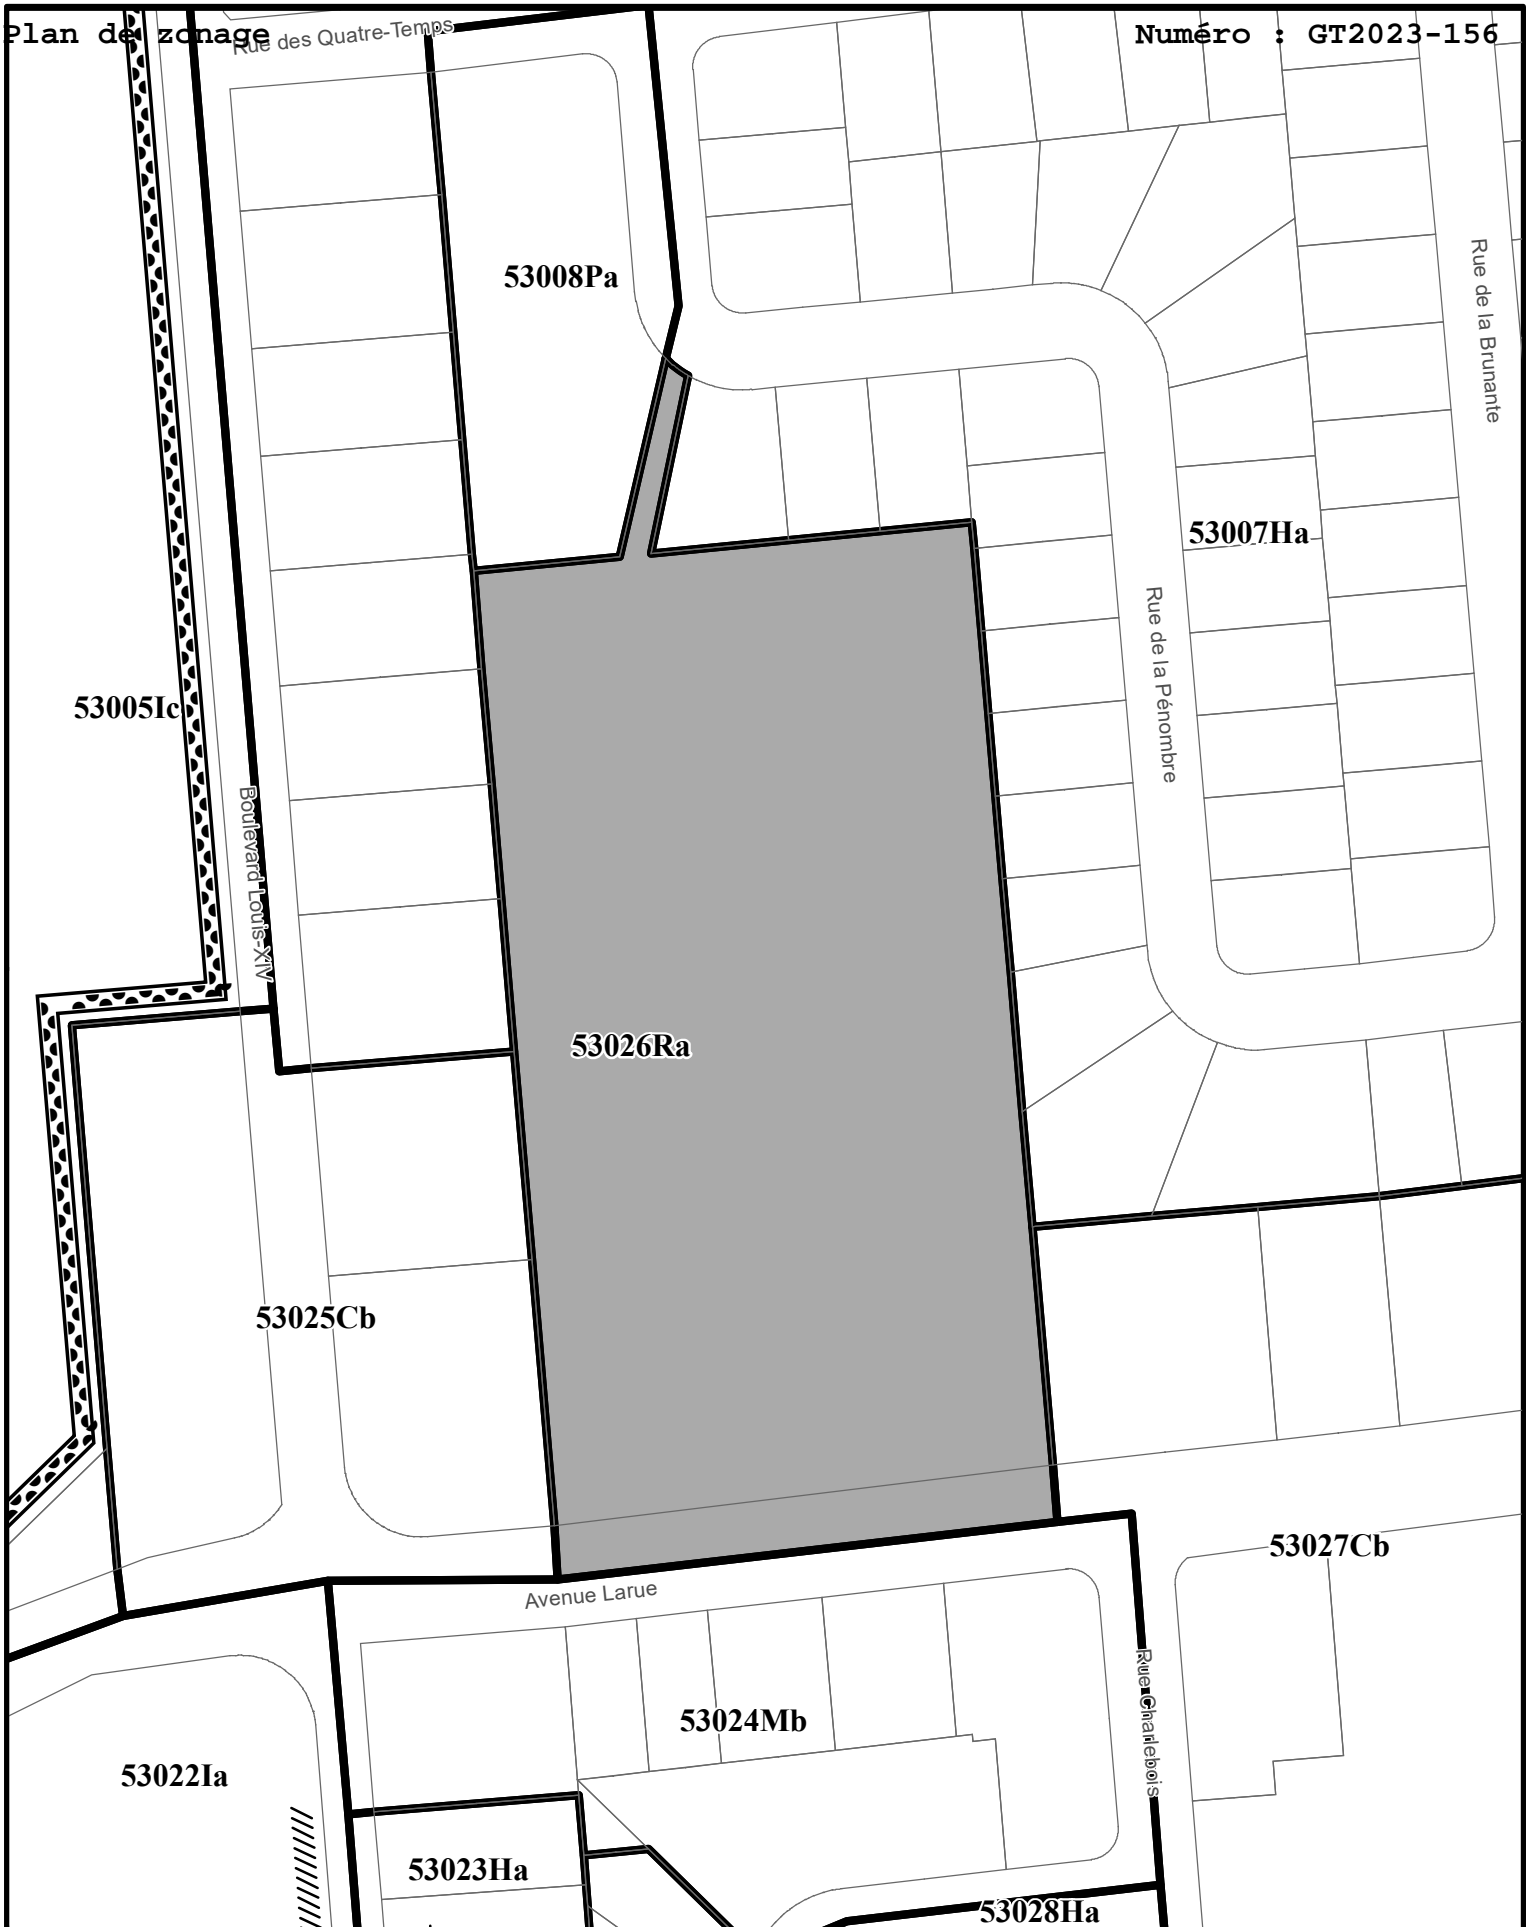 Plan de zonage
Numéro : GT2023-156
Rue des Quatre-Temps
53008Pa
Rue de la Brunante
53007Ha
Rue de la Pénombre
53005Ic
Boulevard Louis-XIV
53026Ra
53025Cb
53027Cb
Avenue Larue
Rue Charlebois
53024Mb
53022Ia
53023Ha
53028Ha